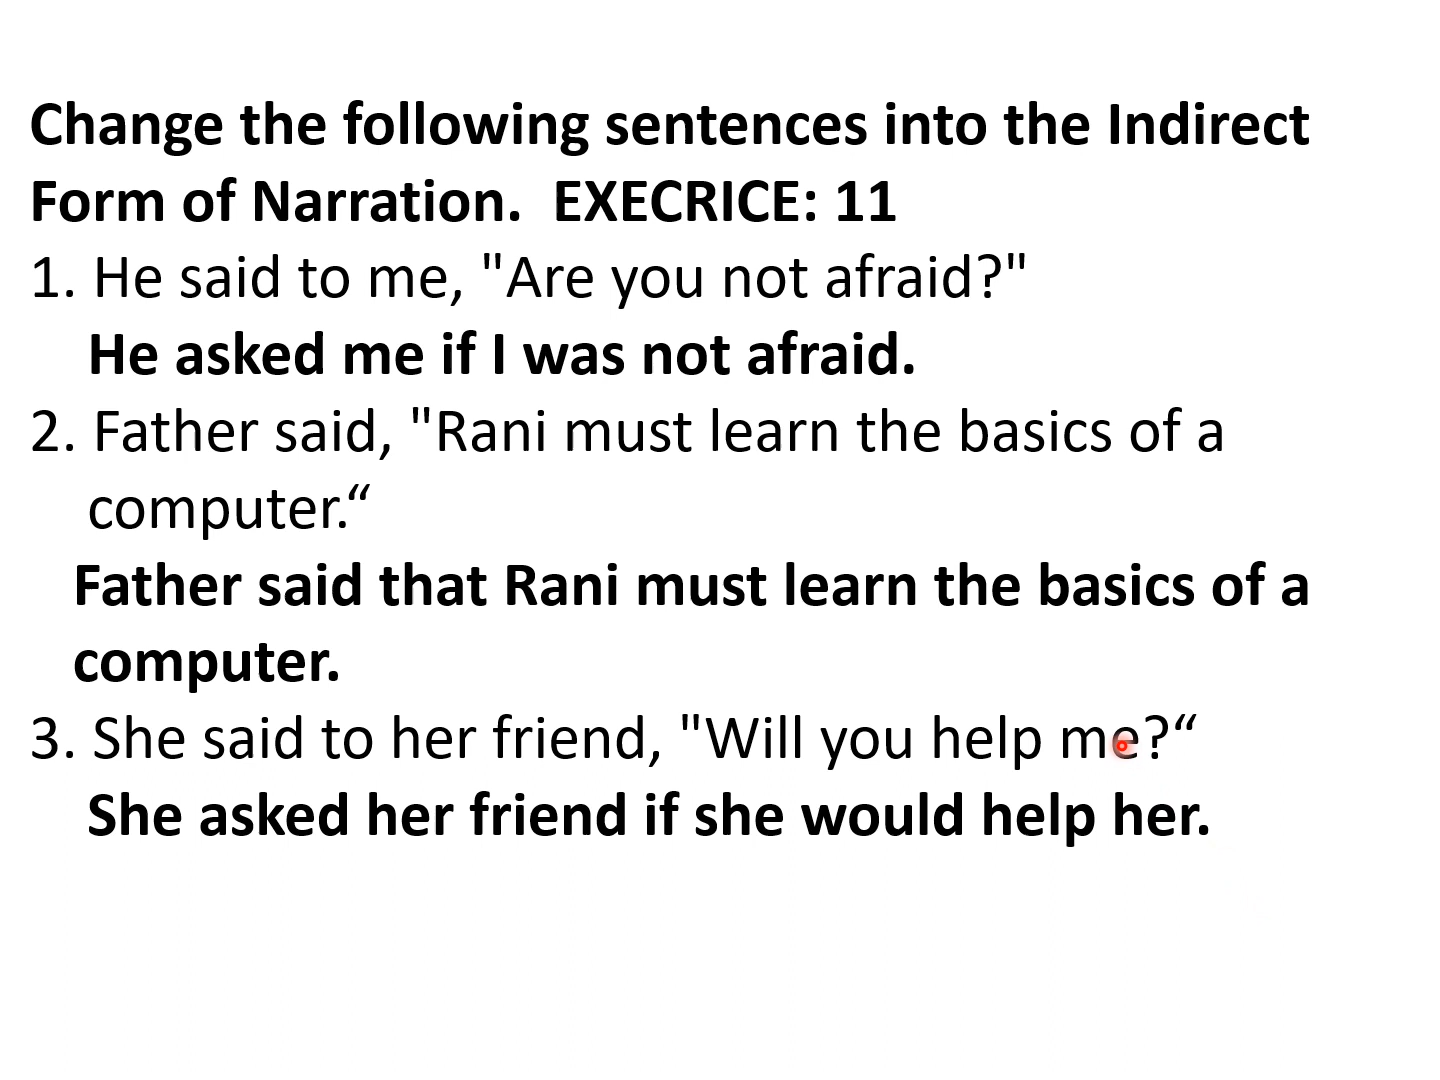 Change the following sentences into the Indirect
Form of Narration.  EXECRICE: 11
1. He said to me, "Are you not afraid?"
He asked me if I was not afraid.
2. Father said, "Rani must learn the basics of a
computer.“
Father said that Rani must learn the basics of a
computer.
3. She said to her friend, "Will you help me?“
She asked her friend if she would help her.